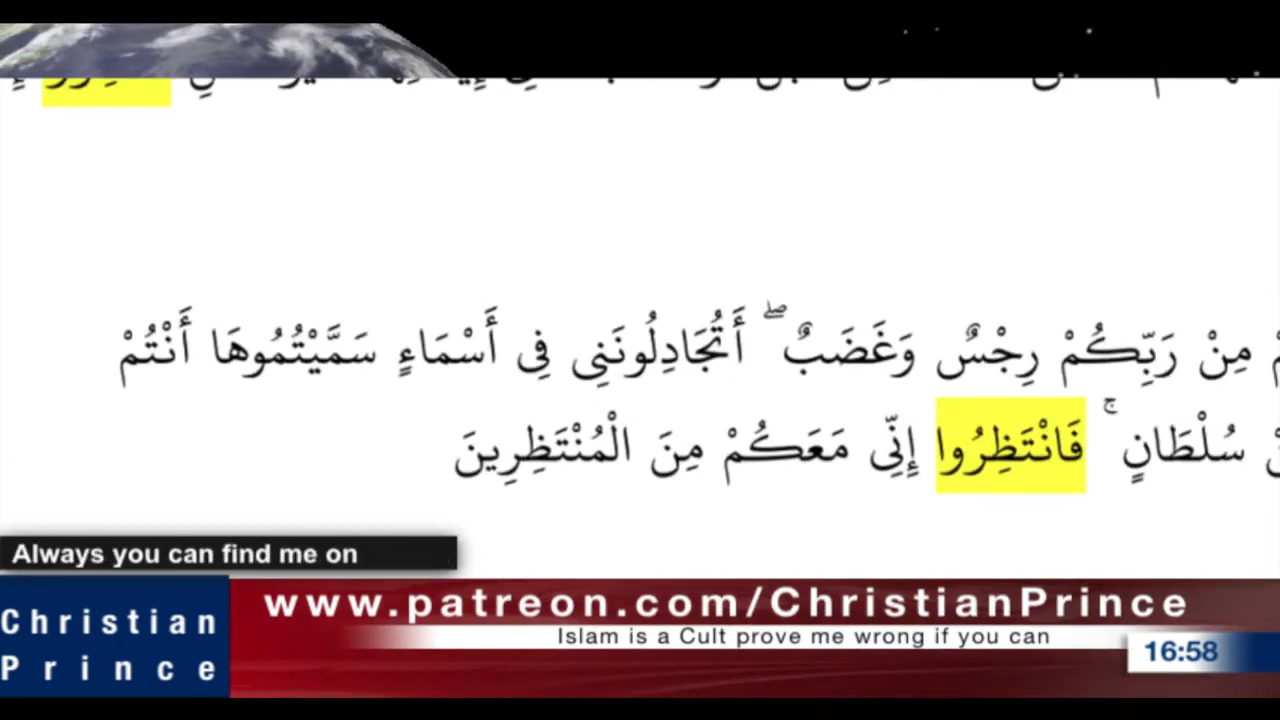 مِنْ رَبِّكُمْ رِجْسٌ وَغَضَبٌ ۖ أَتُجَادِلُونَنِى فِى أَسْمَاءٍ سَمَّيْتُمُوهَا أَنْتُمْ
سُلْطَانٍ ۚ فَانْتَظِرُوا إِنِّى مَعَكُمْ مِنَ الْمُنْتَظِرِينَ
Always you can find me on
Christian
Prince
www.patreon.com/ChristianPrince
Islam is a Cult prove me wrong if you can
16:58